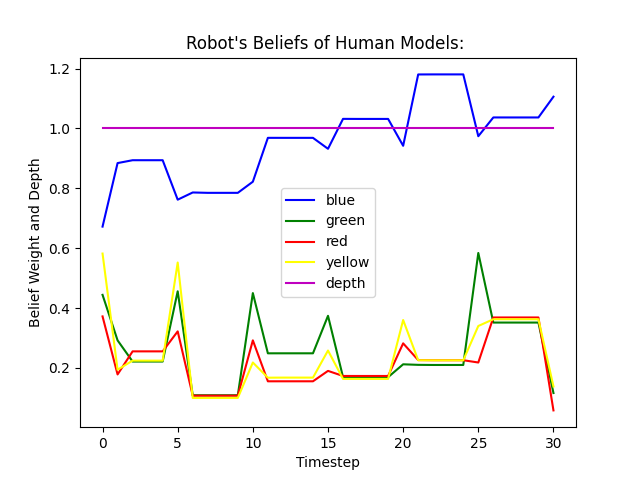 Robot's Beliefs of Human Models:
Belief Weight and Depth
1.2
1.0
0.8
0.6
0.4
0.2
blue
green
red
yellow
depth
0 5 10 15 20 25 30
Timestep